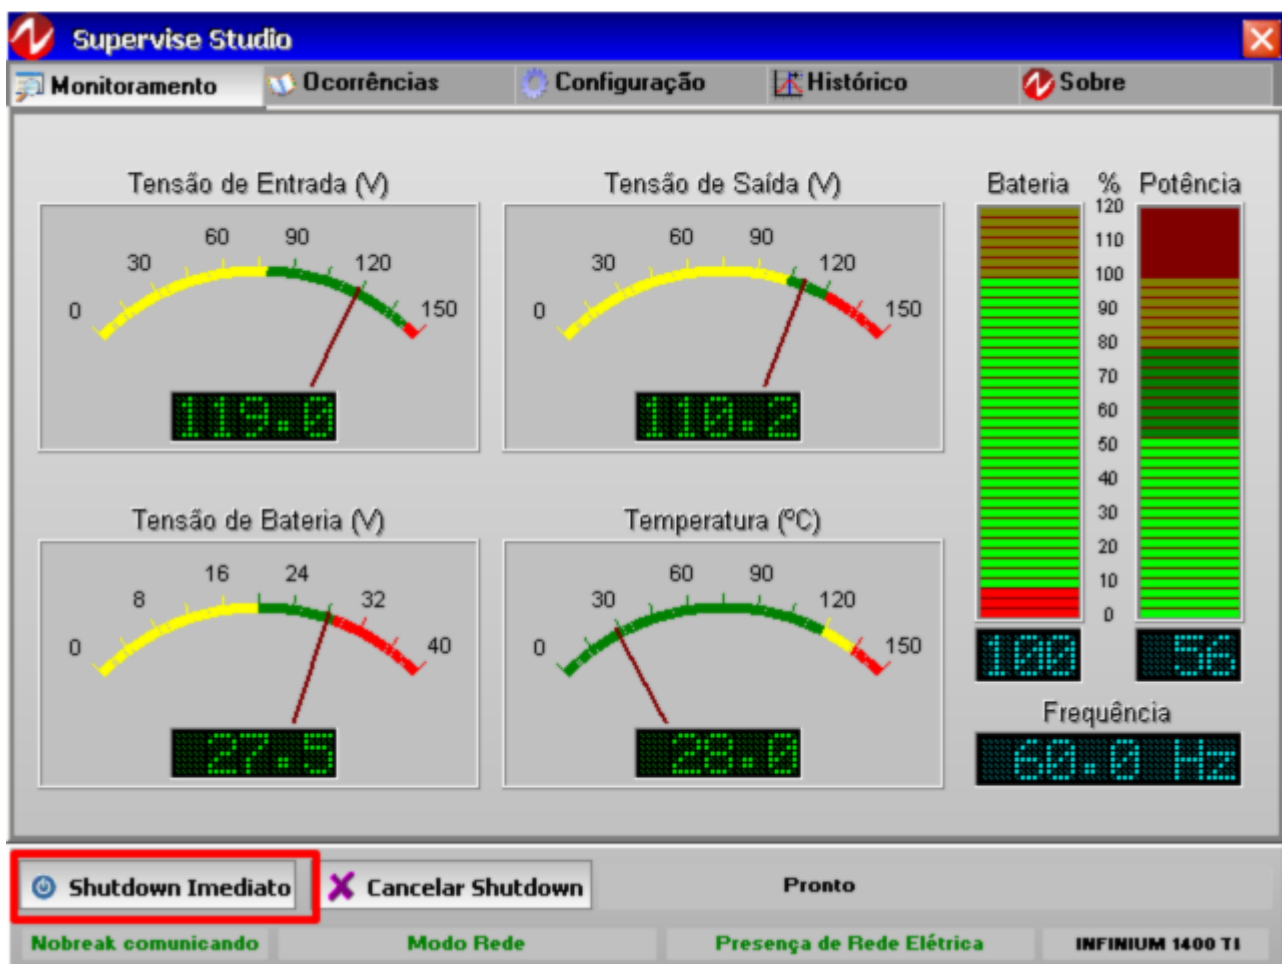 Supervise Studio
Monitoramento
Ocorrências
Configuração
Histórico
Sobre
Tensão de Entrada (V)
0 30 60 90 120 150
119.0
Tensão de Saída (V)
0 30 60 90 120 150
110.2
Bateria % Potência
120
110
100
90
80
70
60
50
40
30
20
10
0
100 56
Tensão de Bateria (V)
0 8 16 24 32 40
27.5
Temperatura (ºC)
0 30 60 90 120 150
28.0
Frequência
60.0 Hz
Shutdown Imediato
Cancelar Shutdown
Pronto
Nobreak comunicando
Modo Rede
Presença de Rede Elétrica
INFINIUM 1400 TI